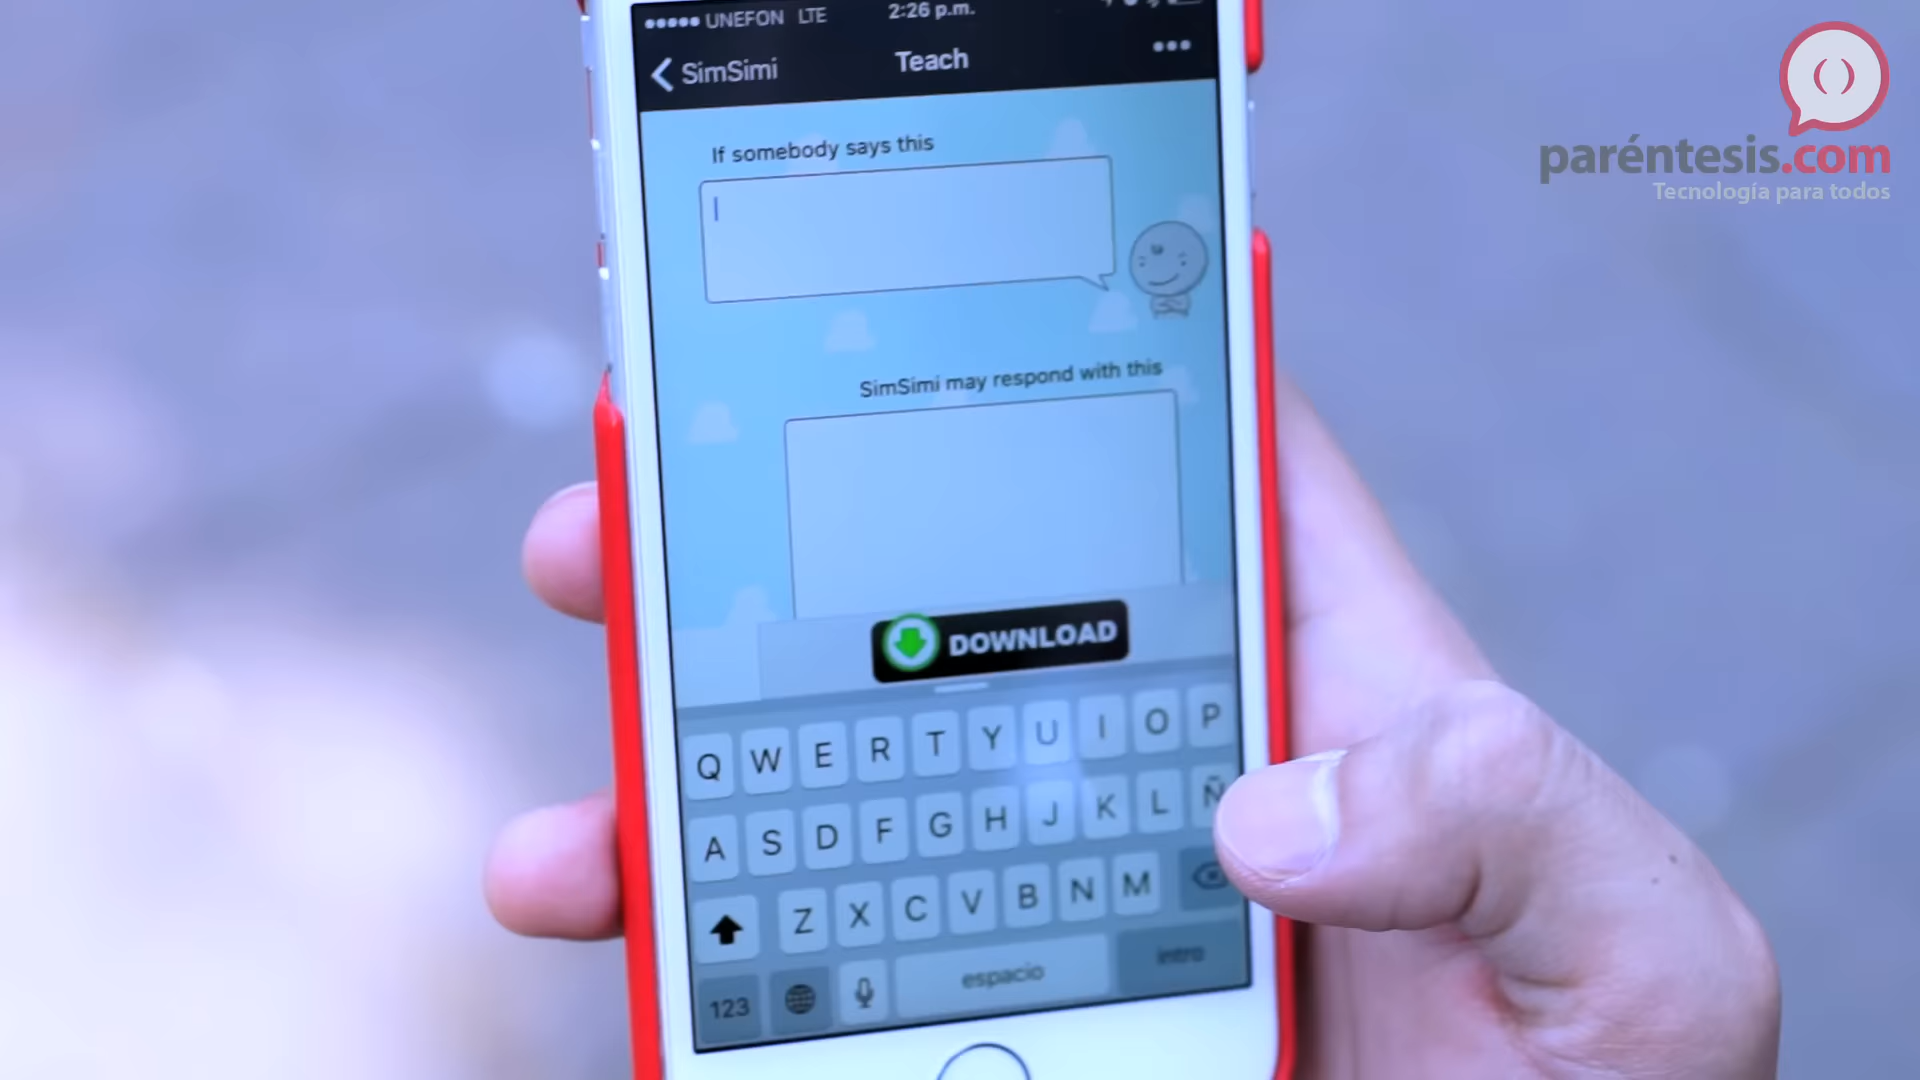 UNEFON LTE 2:26 p.m.
SimSimi Teach
If somebody says this
SimSimi may respond with this
DOWNLOAD
Q W E R T Y U I O P
A S D F G H J K L Ñ
Z X C V B N M
123 espacio intro
()
paréntesis.com
Tecnología para todos